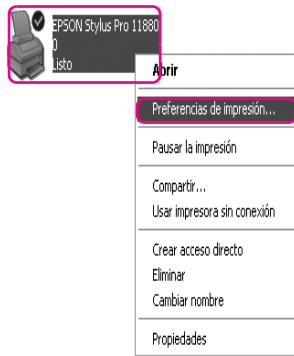 EPSON Stylus Pro 11880
0
Listo
Abrir
Preferencias de impresión...
Pausar la impresión
Compartir...
Usar impresora sin conexión
Crear acceso directo
Eliminar
Cambiar nombre
Propiedades